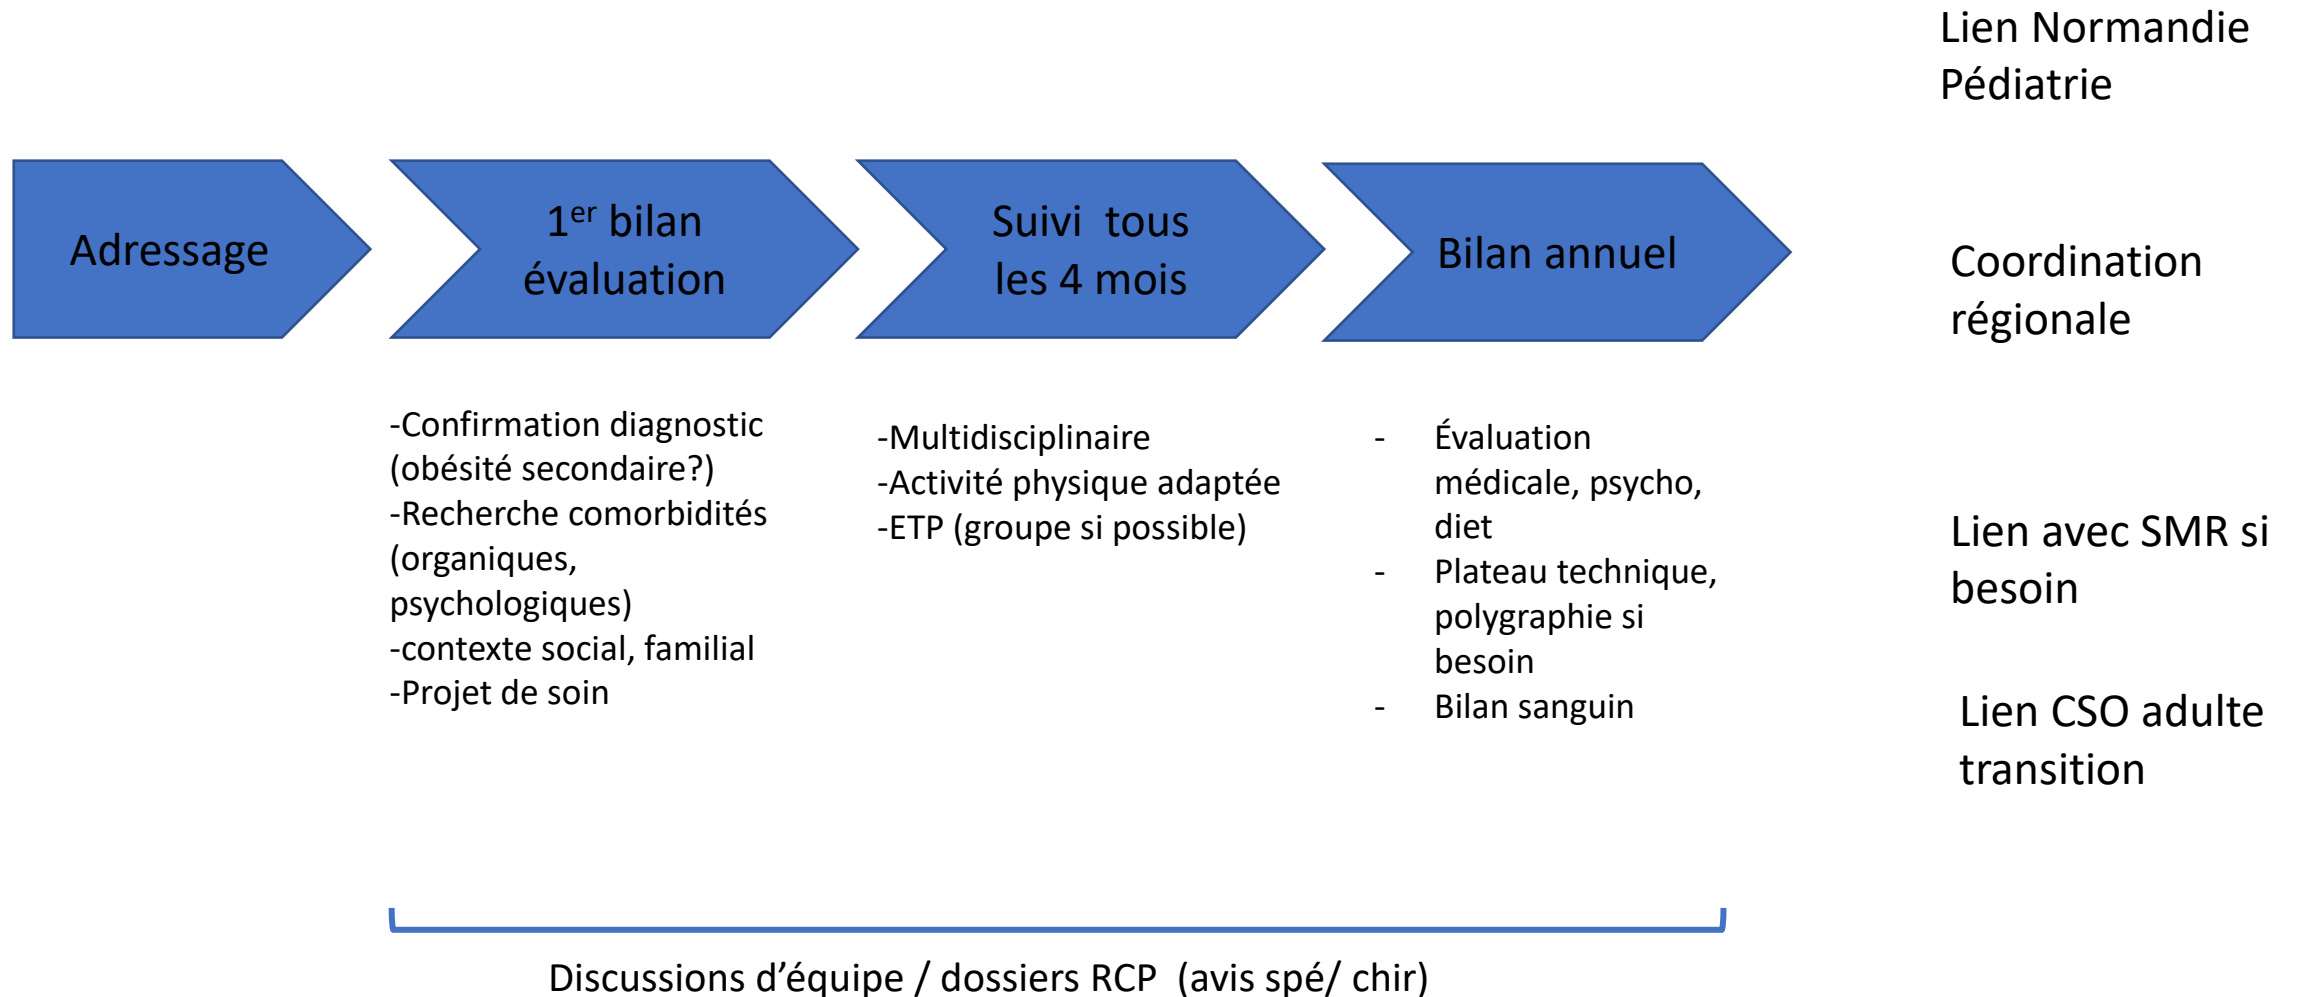 Lien Normandie
Pédiatrie
Adressage
1er bilan
évaluation
Suivi tous
les 4 mois
Bilan annuel
Coordination
régionale
-Confirmation diagnostic
(obésité secondaire?)
-Recherche comorbidités
(organiques,
psychologiques)
-contexte social, familial
-Projet de soin
-Multidisciplinaire
-Activité physique adaptée
-ETP (groupe si possible)
- Évaluation
médicale, psycho,
diet
- Plateau technique,
polygraphie si
besoin
- Bilan sanguin
Lien avec SMR si
besoin
Lien CSO adulte
transition
Discussions d’équipe / dossiers RCP (avis spé/ chir)